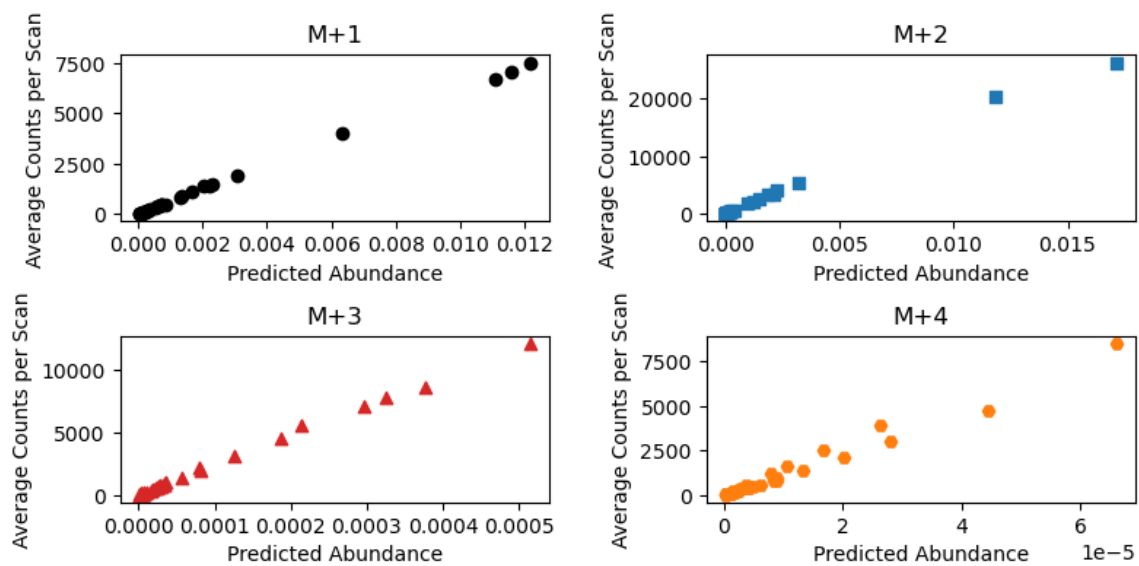 M+1
Average Counts per Scan
7500
5000
2500
0
0.000 0.002 0.004 0.006 0.008 0.010 0.012
Predicted Abundance
M+2
Average Counts per Scan
20000
10000
0
0.000 0.005 0.010 0.015
Predicted Abundance
M+3
Average Counts per Scan
10000
5000
0
0.0000 0.0001 0.0002 0.0003 0.0004 0.0005
Predicted Abundance
M+4
Average Counts per Scan
7500
5000
2500
0
0 2 4 6
Predicted Abundance
1e−5